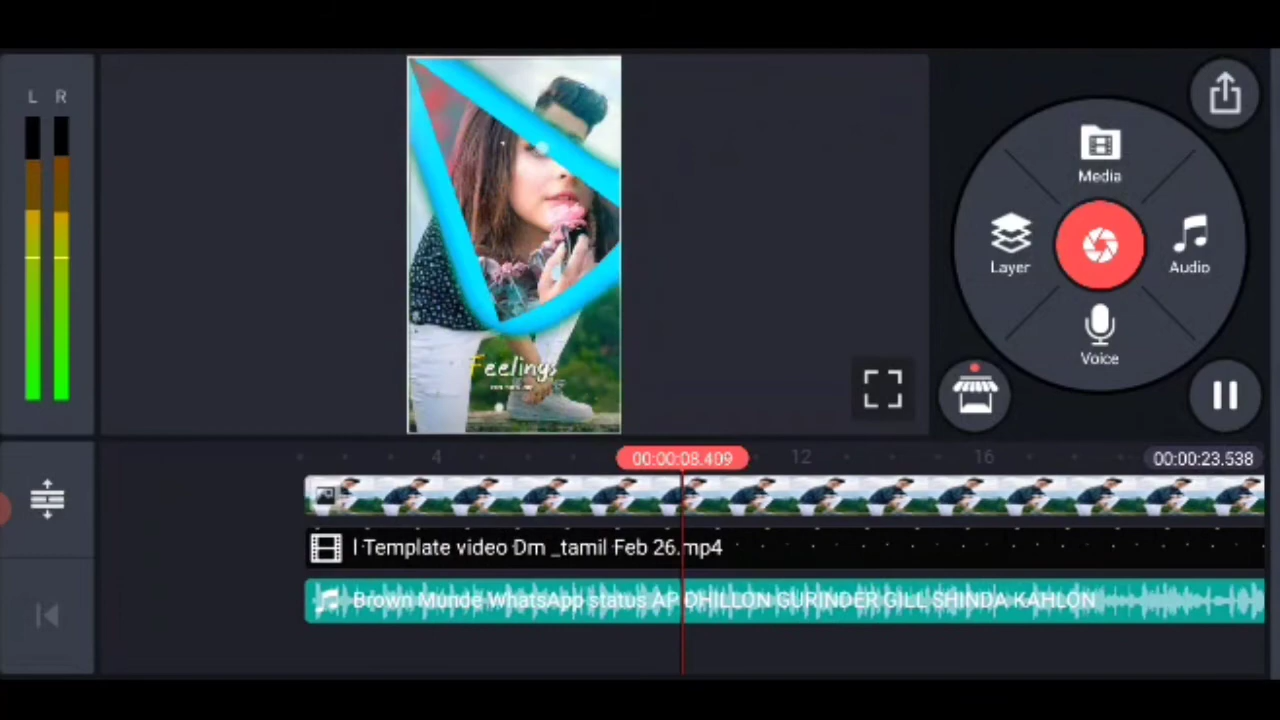 L R
Media
Layer
Audio
Voice
Feelings
4
00:00:08.409
12
16
00:00:23.538
l Template video Dm _tamil Feb 26.mp4
Brown Munde WhatsApp status AP DHILLON GURINDER GILL SHINDA KAHLON